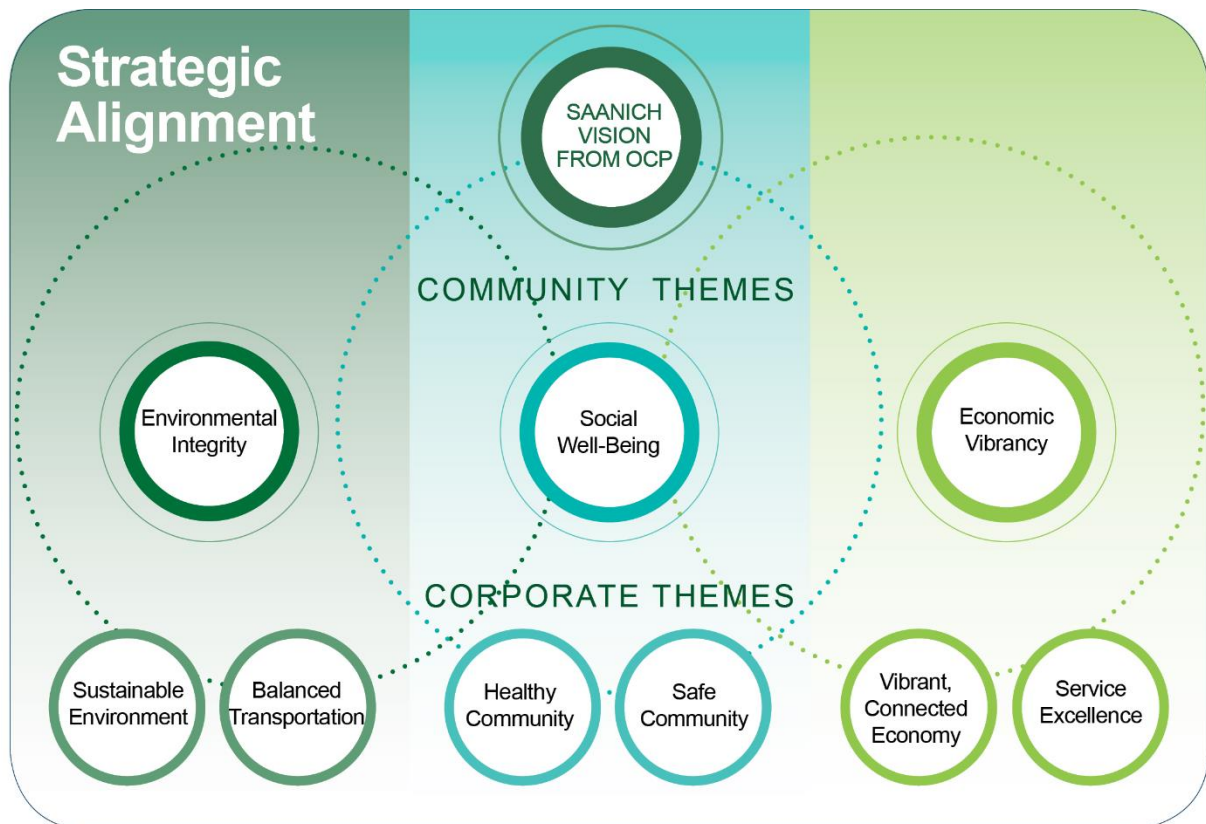 Strategic
Alignment
SAANICH
VISION
FROM OCP
COMMUNITY THEMES
Environmental
Integrity
Social
Well-Being
Economic
Vibrancy
CORPORATE THEMES
Sustainable
Environment
Balanced
Transportation
Healthy
Community
Safe
Community
Vibrant,
Connected
Economy
Service
Excellence